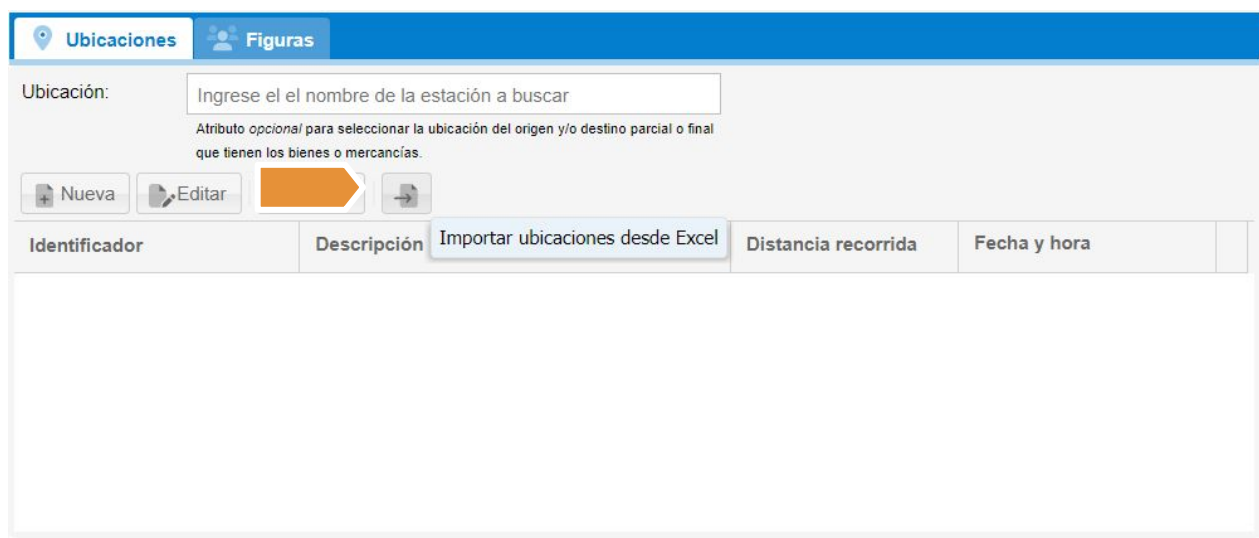 Ubicaciones Figuras
Ubicación: Ingrese el el nombre de la estación a buscar
Atributo opcional para seleccionar la ubicación del origen y/o destino parcial o final
que tienen los bienes o mercancías.
Nueva Editar
Importar ubicaciones desde Excel
Identificador Descripción Distancia recorrida Fecha y hora